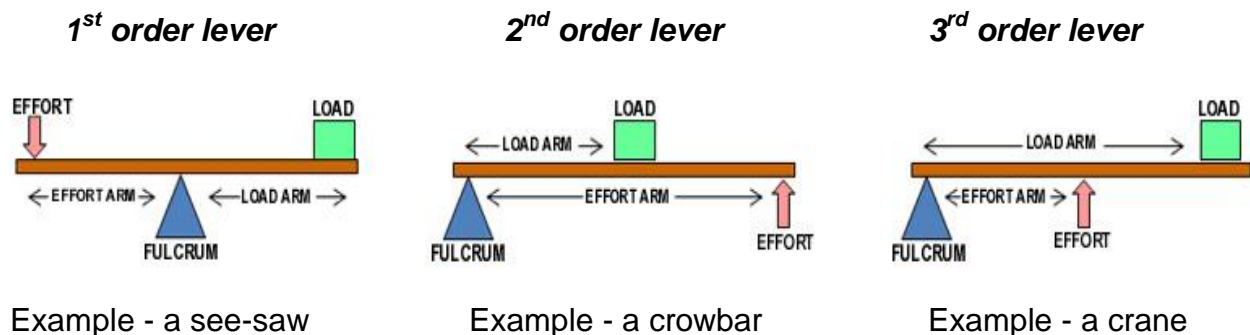 1st order lever
2nd order lever
3rd order lever
EFFORT
LOAD
EFFORT ARM
LOAD ARM
FULCRUM
LOAD
LOAD ARM
EFFORT ARM
FULCRUM
EFFORT
LOAD
LOAD ARM
EFFORT ARM
FULCRUM
EFFORT
Example - a see-saw
Example - a crowbar
Example - a crane